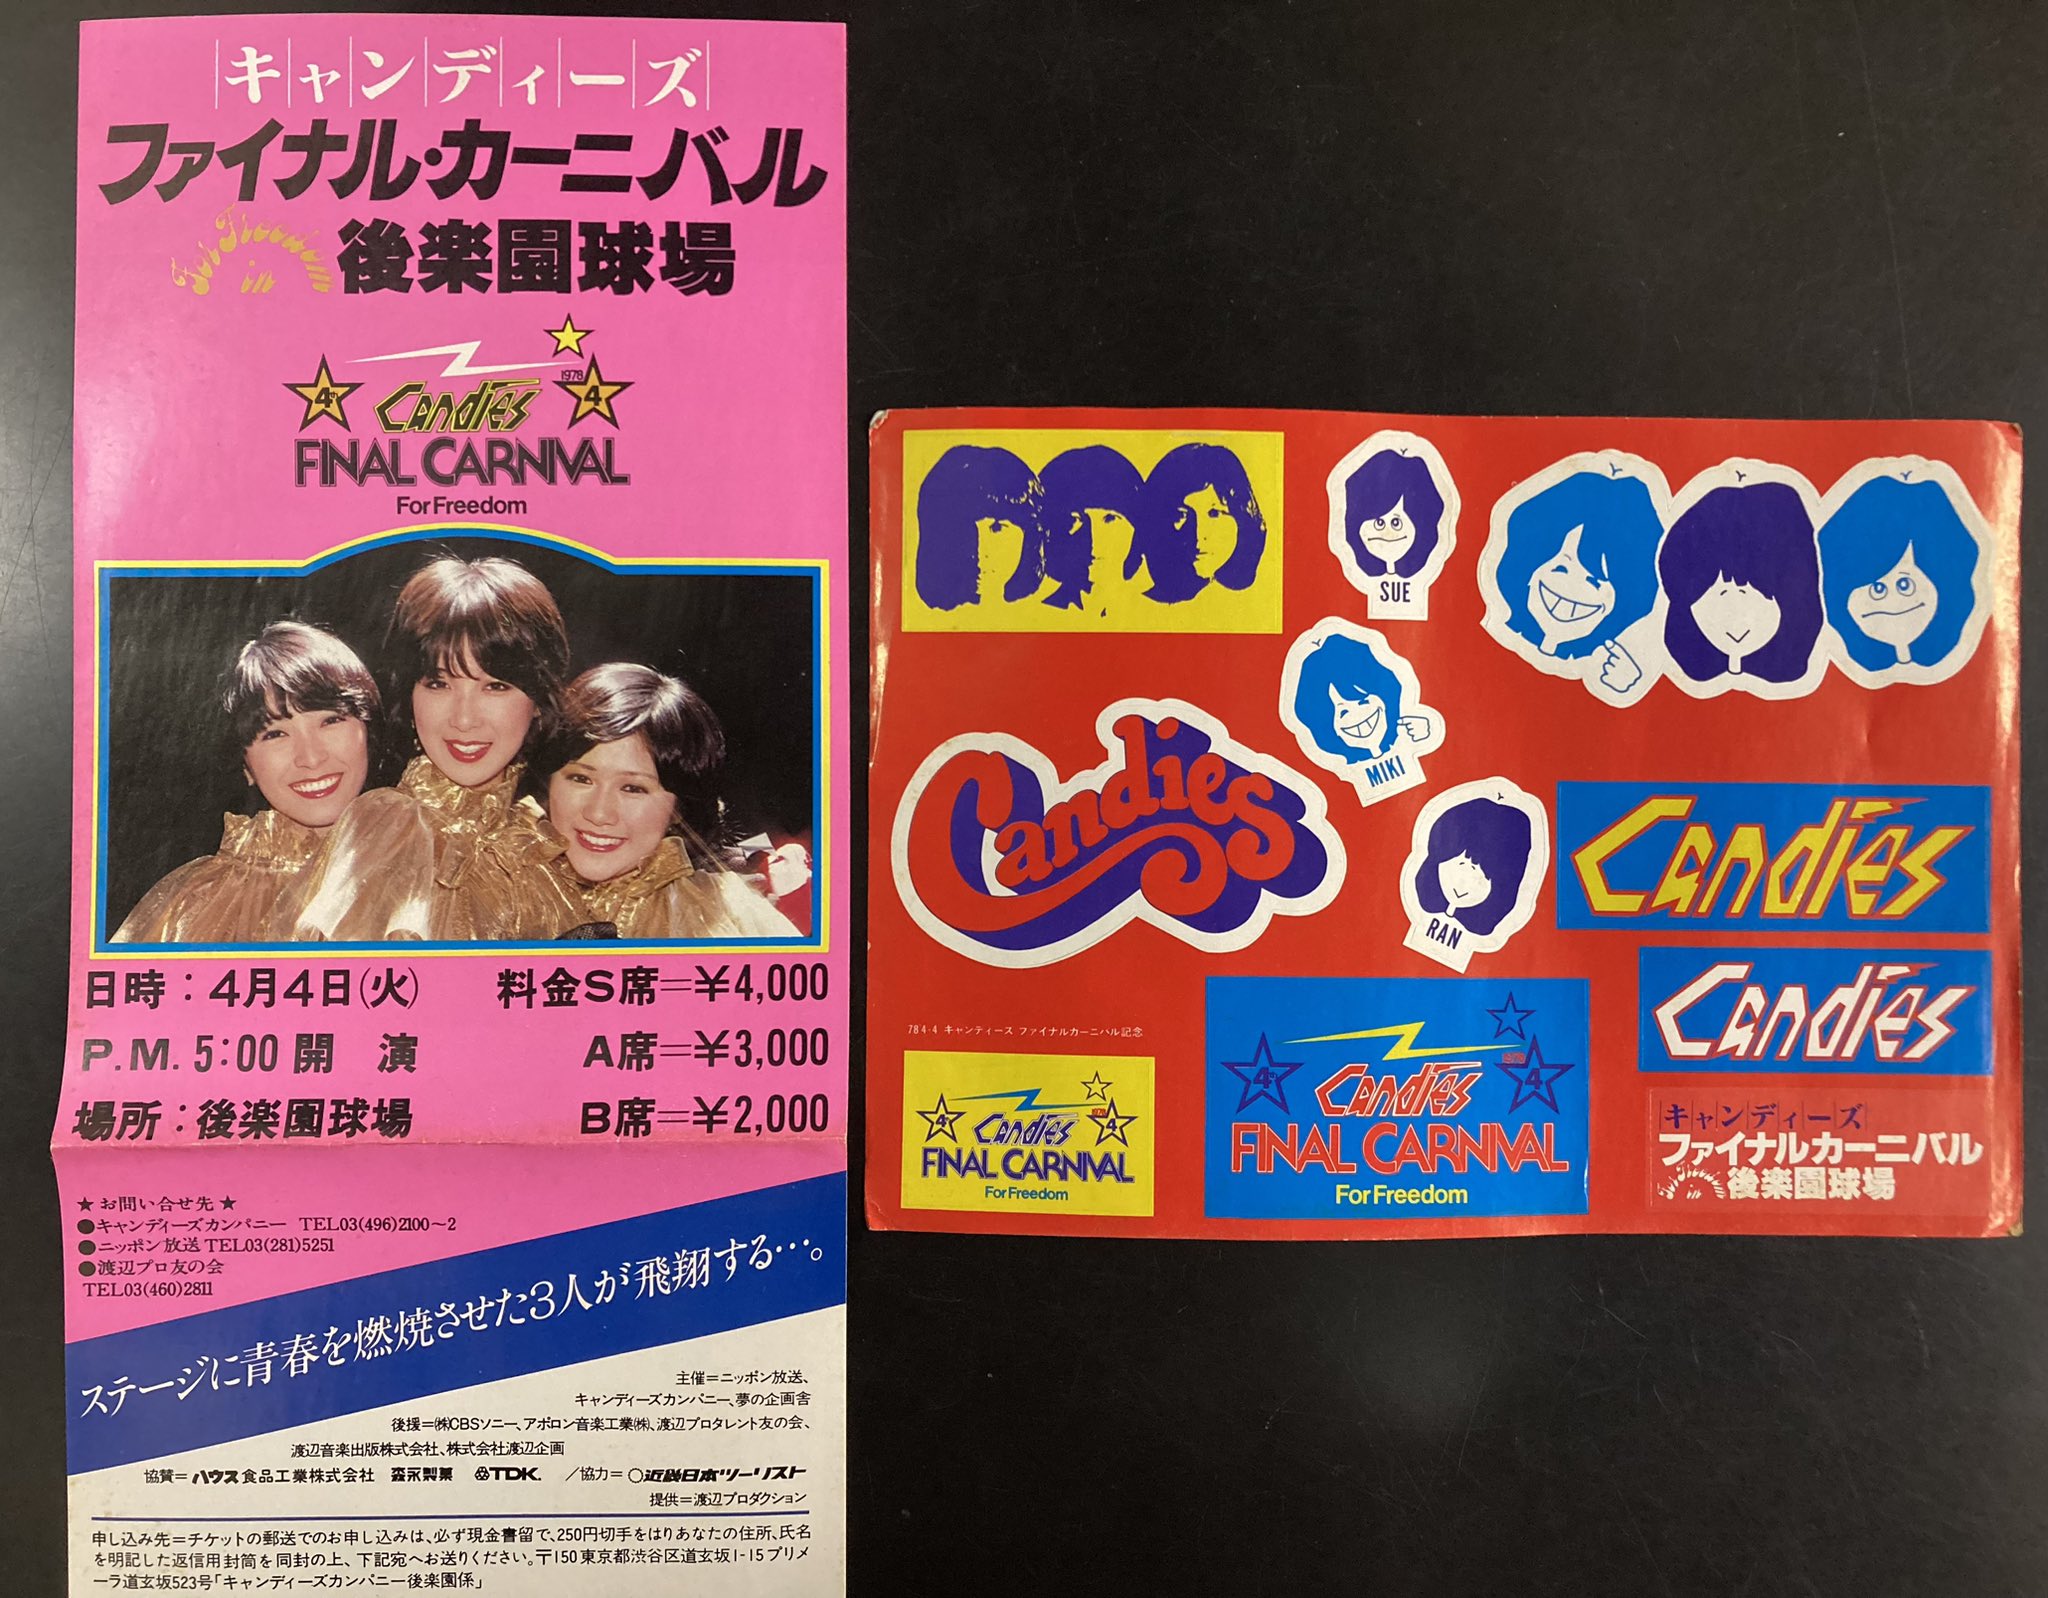 キャンディーズ
ファイナル・カーニバル
Fly! Freedom
in
後楽園球場
1978
4th
4
Candies
FINAL CARNIVAL
For Freedom
日時：4月4日(火)
P.M. 5:00 開 演
場所：後楽園球場
料金S席=¥4,000
A席=¥3,000
B席=¥2,000
★お問い合せ先★
●キャンディーズカンパニー TEL03(496)2100〜2
●ニッポン放送 TEL03(281)5251
●渡辺プロ友の会
TEL03(460)2811
ステージに青春を燃焼させた3人が飛翔する…。
主催=ニッポン放送、
キャンディーズカンパニー、夢の企画舎
後援=㈱CBSソニー、アポロン音楽工業㈱、渡辺プロタレント友の会、
渡辺音楽出版株式会社、株式会社渡辺企画
協賛=ハウス食品工業株式会社 森永製菓 TDK. ／協力=近畿日本ツーリスト
提供=渡辺プロダクション
申し込み先=チケットの郵送でのお申し込みは、必ず現金書留で、250円切手をはりあなたの住所、氏名
を明記した返信用封筒を同封の上、下記宛へお送りください。〒150東京都渋谷区道玄坂1-15プリメ
ーラ道玄坂523号「キャンディーズカンパニー後楽園係」
SUE
MIKI
RAN
Candies
Candies
Candies
78 4・4 キャンディーズ ファイナルカーニバル記念
1978
4th
4
Candies
FINAL CARNIVAL
For Freedom
1978
4th
4
Candies
FINAL CARNIVAL
For Freedom
キャンディーズ
ファイナルカーニバル
in
後楽園球場